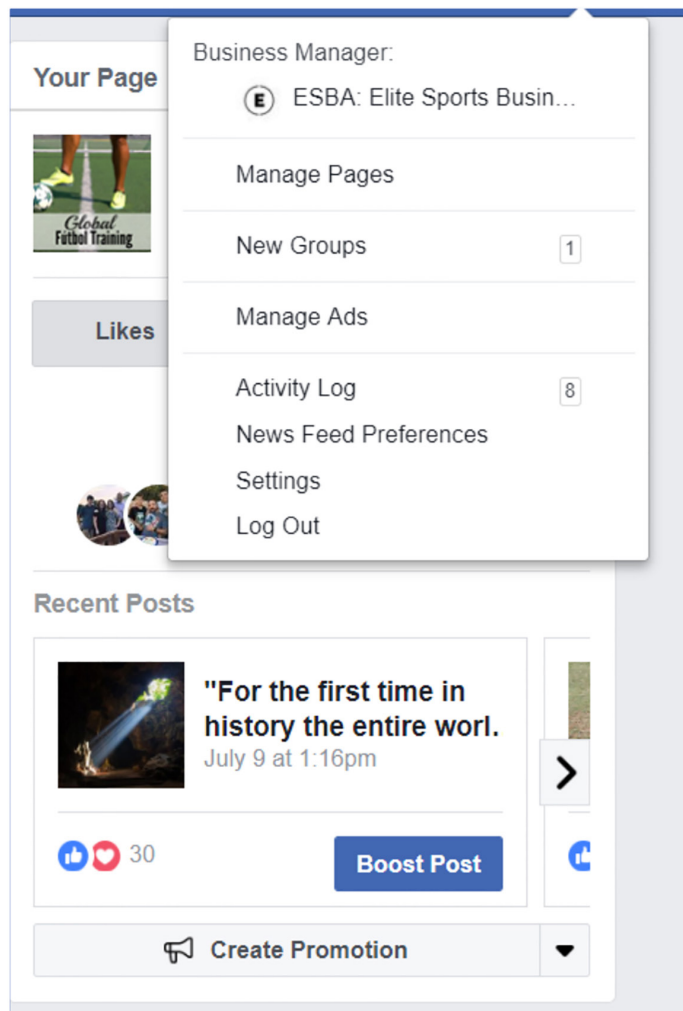 Business Manager:
E
ESBA: Elite Sports Busin...
Your Page
Manage Pages
Global
Fútbol Training
New Groups
1
Manage Ads
Likes
Activity Log
8
News Feed Preferences
Settings
Log Out
Recent Posts
"For the first time in
history the entire worl.
July 9 at 1:16pm
30
Boost Post
Create Promotion